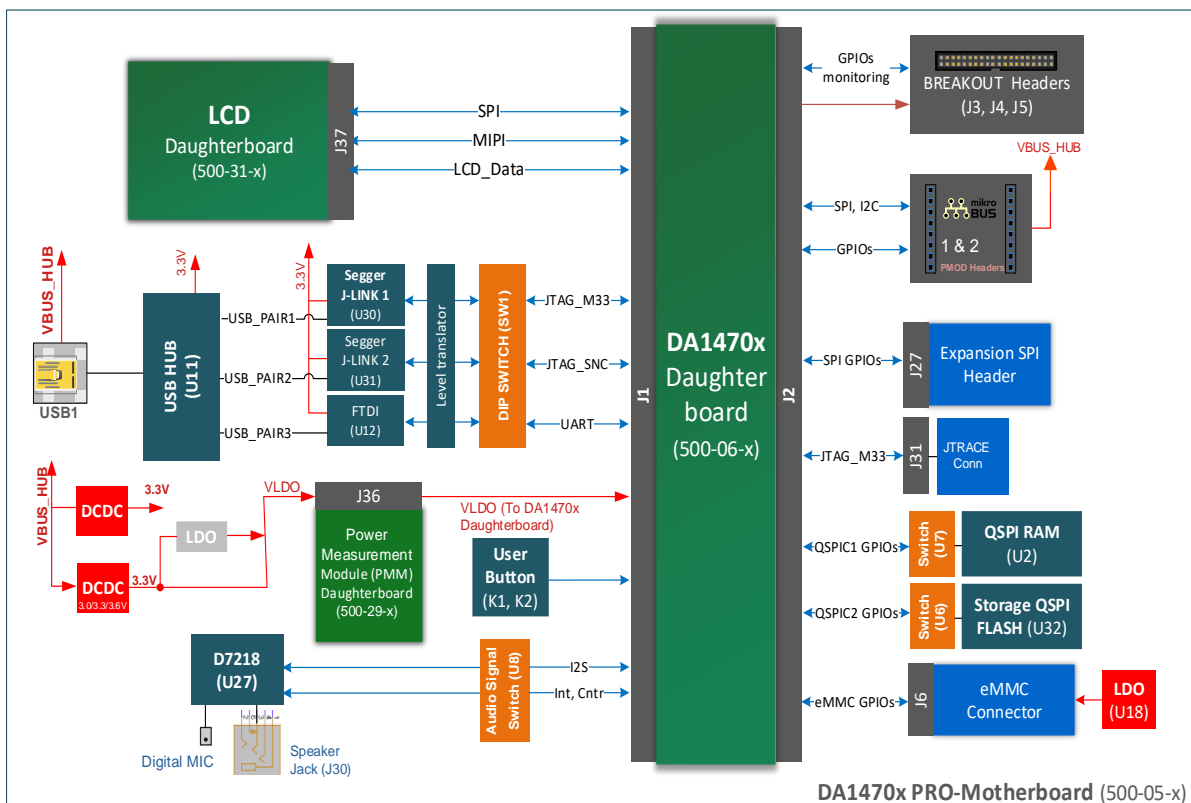 LCD
Daughterboard
(500-31-x)
J37
SPI
MIPI
LCD_Data
VBUS_HUB
USB1
3.3V
USB HUB
(U11)
USB_PAIR1
USB_PAIR2
USB_PAIR3
3.3V
Segger
J-LINK 1
(U30)
Segger
J-LINK 2
(U31)
FTDI
(U12)
Level translator
DIP SWITCH (SW1)
JTAG_M33
JTAG_SNC
UART
VBUS_HUB
DCDC
3.3V
LDO
DCDC
3.0/3.3/3.6V
3.3V
VLDO
J36
Power
Measurement
Module (PMM)
Daughterboard
(500-29-x)
VLDO (To DA1470x
Daughterboard)
User
Button
(K1, K2)
D7218
(U27)
Digital MIC
Speaker
Jack (J30)
Audio Signal
Switch (U8)
I2S
Int, Cntr
J1
DA1470x
Daughter
board
(500-06-x)
J2
GPIOs
monitoring
BREAKOUT Headers
(J3, J4, J5)
VBUS_HUB
SPI, I2C
GPIOs
mikro
BUS
1 & 2
PMOD Headers
SPI GPIOs
J27
Expansion SPI
Header
JTAG_M33
J31
JTRACE
Conn
QSPIC1 GPIOs
Switch
(U7)
QSPI RAM
(U2)
QSPIC2 GPIOs
Switch
(U6)
Storage QSPI
FLASH (U32)
eMMC GPIOs
J6
eMMC
Connector
LDO
(U18)
DA1470x PRO-Motherboard (500-05-x)